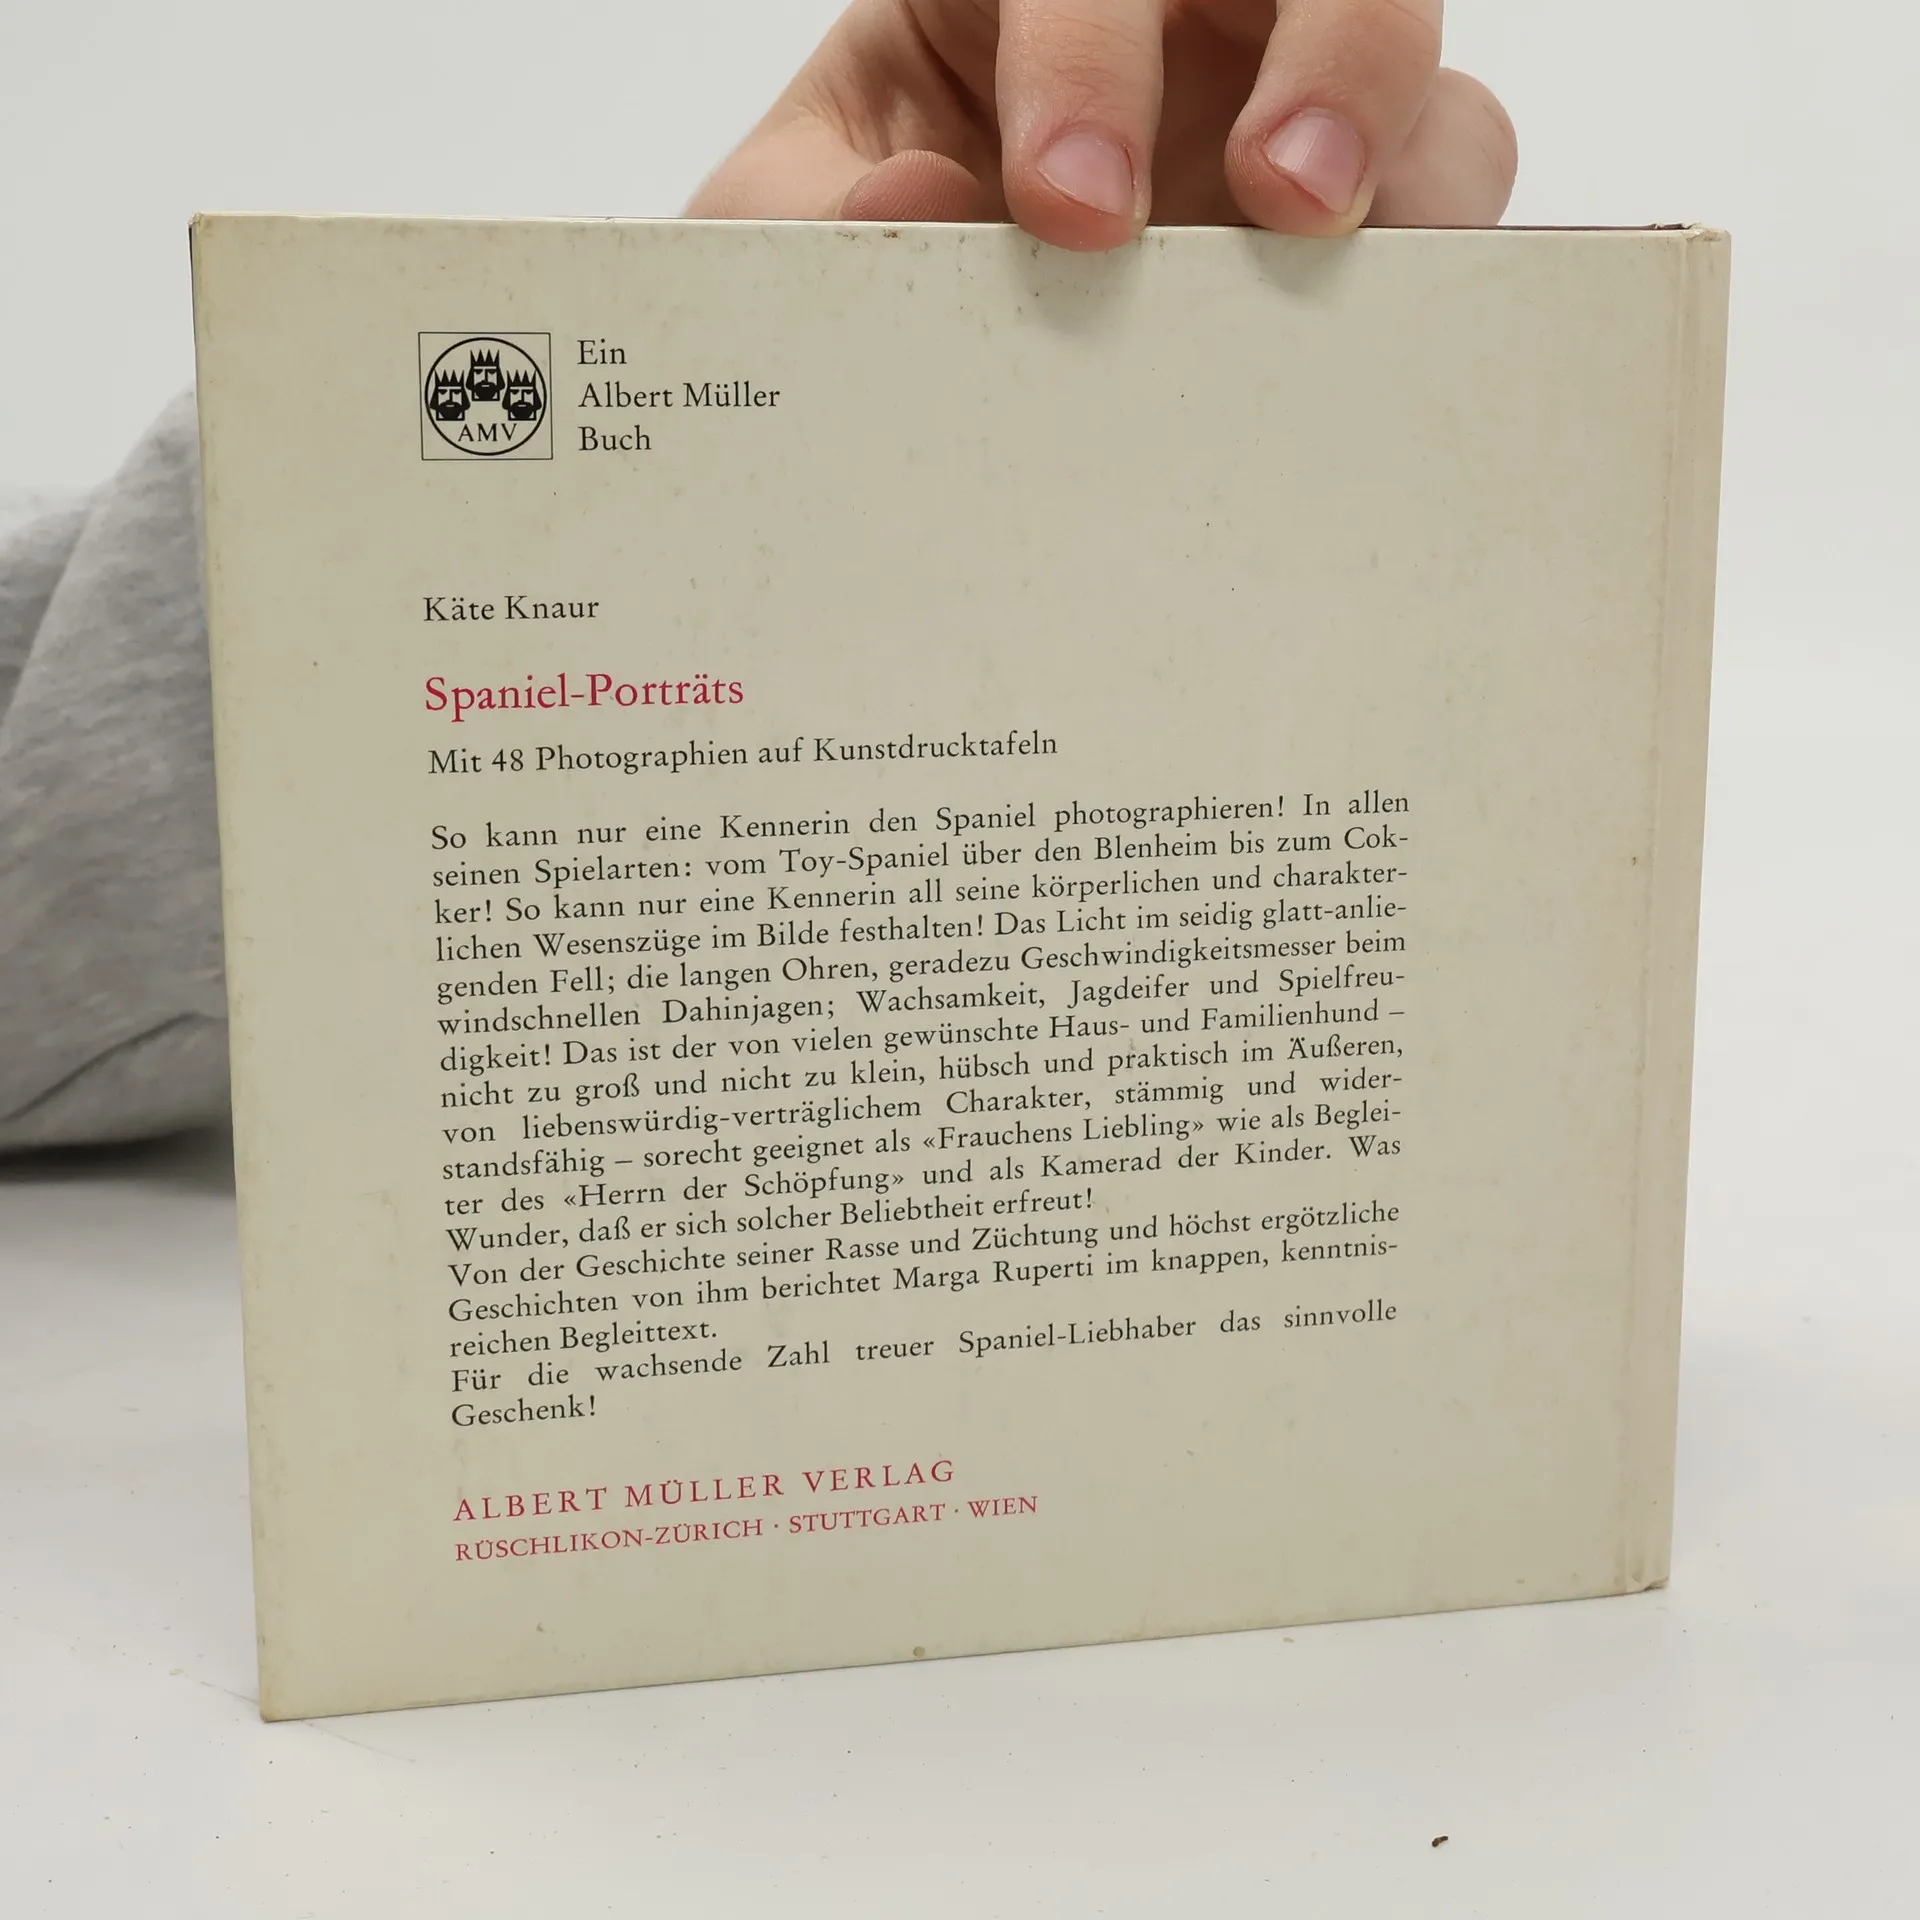 AMV
Ein
Albert Müller
Buch
Käte Knaur
Spaniel-Porträts
Mit 48 Photographien auf Kunstdrucktafeln
So kann nur eine Kennerin den Spaniel photographieren! In allen
seinen Spielarten: vom Toy-Spaniel über den Blenheim bis zum Cok-
ker! So kann nur eine Kennerin all seine körperlichen und charakter-
lichen Wesenszüge im Bilde festhalten! Das Licht im seidig glatt-anlie-
genden Fell; die langen Ohren, geradezu Geschwindigkeitsmesser beim
windschnellen Dahinjagen; Wachsamkeit, Jagdeifer und Spielfreu-
digkeit! Das ist der von vielen gewünschte Haus- und Familienhund –
nicht zu groß und nicht zu klein, hübsch und praktisch im Äußeren,
von liebenswürdig-verträglichem Charakter, stämmig und wider-
standsfähig – sorecht geeignet als «Frauchens Liebling» wie als Beglei-
ter des «Herrn der Schöpfung» und als Kamerad der Kinder. Was
Wunder, daß er sich solcher Beliebtheit erfreut!
Von der Geschichte seiner Rasse und Züchtung und höchst ergötzliche
Geschichten von ihm berichtet Marga Ruperti im knappen, kenntnis-
reichen Begleittext.
Für die wachsende Zahl treuer Spaniel-Liebhaber das sinnvolle
Geschenk!
ALBERT MÜLLER VERLAG
RÜSCHLIKON-ZÜRICH · STUTTGART · WIEN